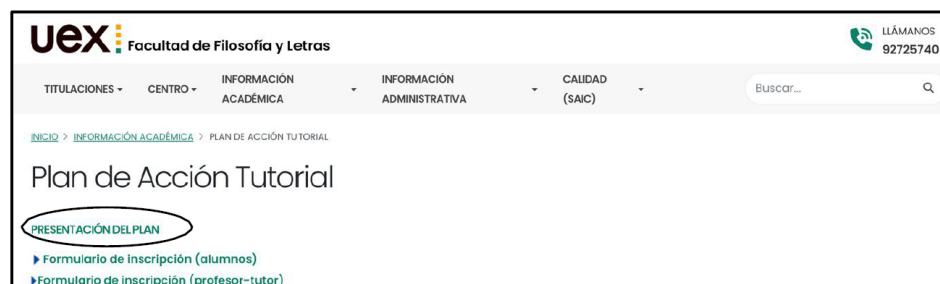 uex Facultad de Filosofía y Letras
LLÁMANOS
92725740
TITULACIONES
CENTRO
INFORMACIÓN
ACADÉMICA
INFORMACIÓN
ADMINISTRATIVA
CALIDAD
(SAIC)
Buscar...
INICIO > INFORMACIÓN ACADÉMICA > PLAN DE ACCIÓN TUTORIAL
Plan de Acción Tutorial
PRESENTACIÓN DEL PLAN
Formulario de inscripción (alumnos)
Formulario de inscripción (profesor-tutor)